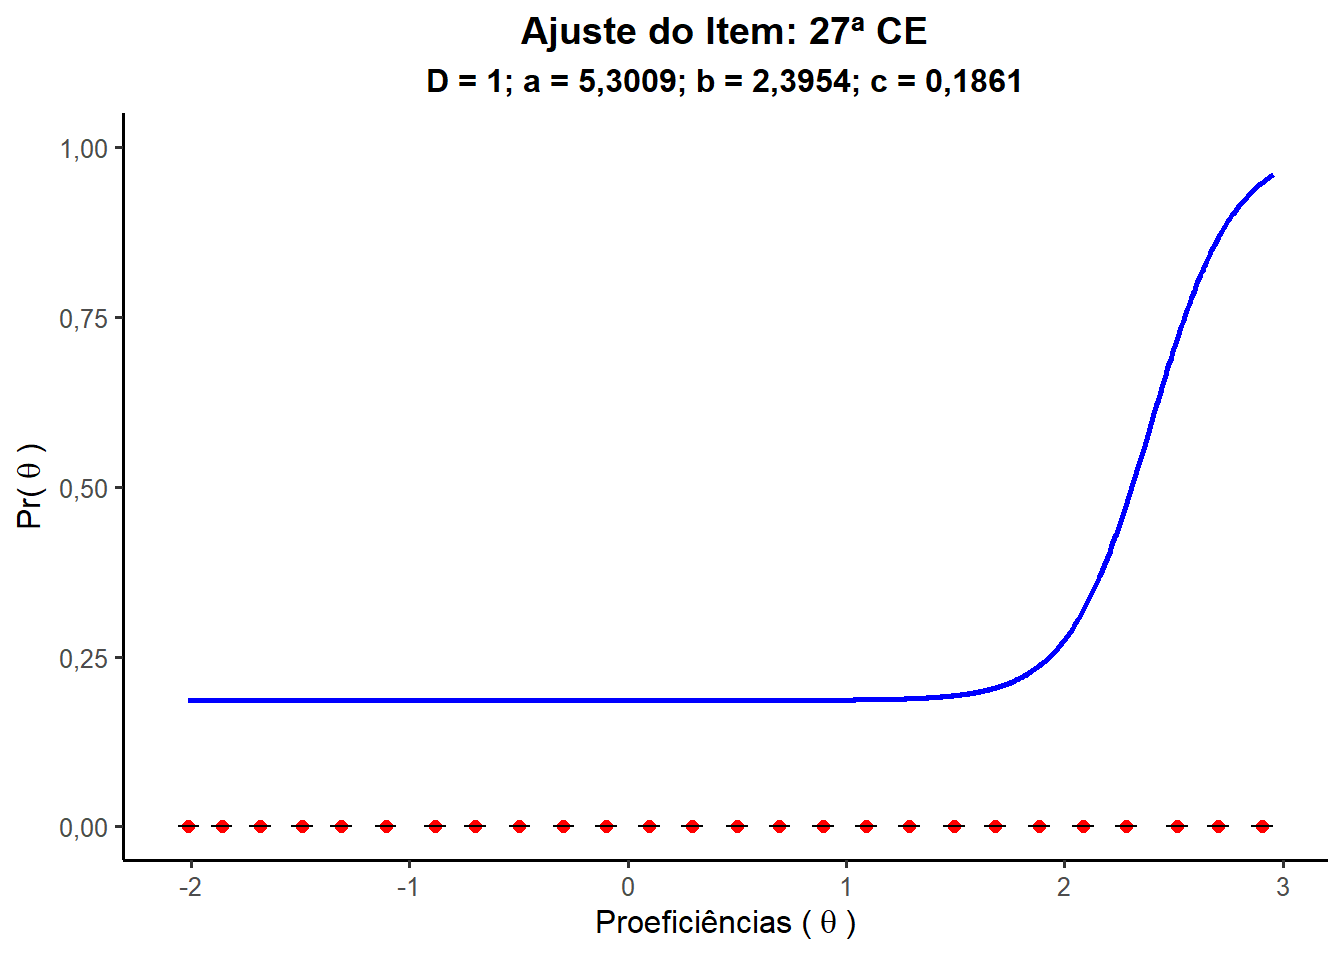 Ajuste do Item: 27ª CE
D = 1; a = 5,3009; b = 2,3954; c = 0,1861
Pr( θ )
1,00
0,75
0,50
0,25
0,00
-2 -1 0 1 2 3
Proeficiências ( θ )